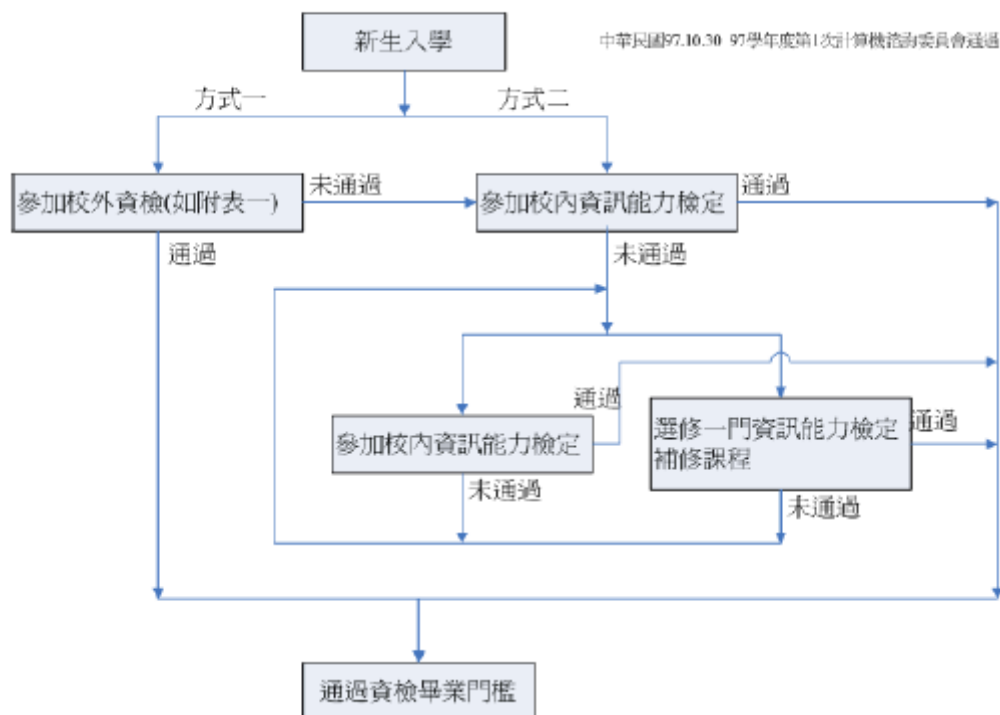 新生入學
中華民國97.10.30 97學年度第1次計算機諮詢委員會通過
方式一
方式二
參加校外資檢(如附表一)
未通過
參加校內資訊能力檢定
通過
通過
未通過
通過
參加校內資訊能力檢定
選修一門資訊能力檢定
補修課程
通過
未通過
未通過
通過資檢畢業門檻